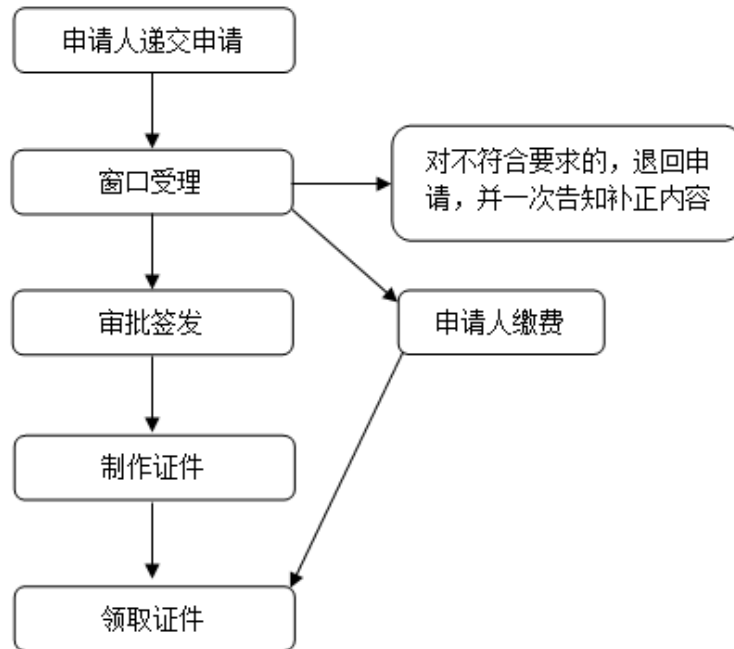 申请人递交申请
窗口受理
对不符合要求的，退回申
请，并一次告知补正内容
审批签发
申请人缴费
制作证件
领取证件